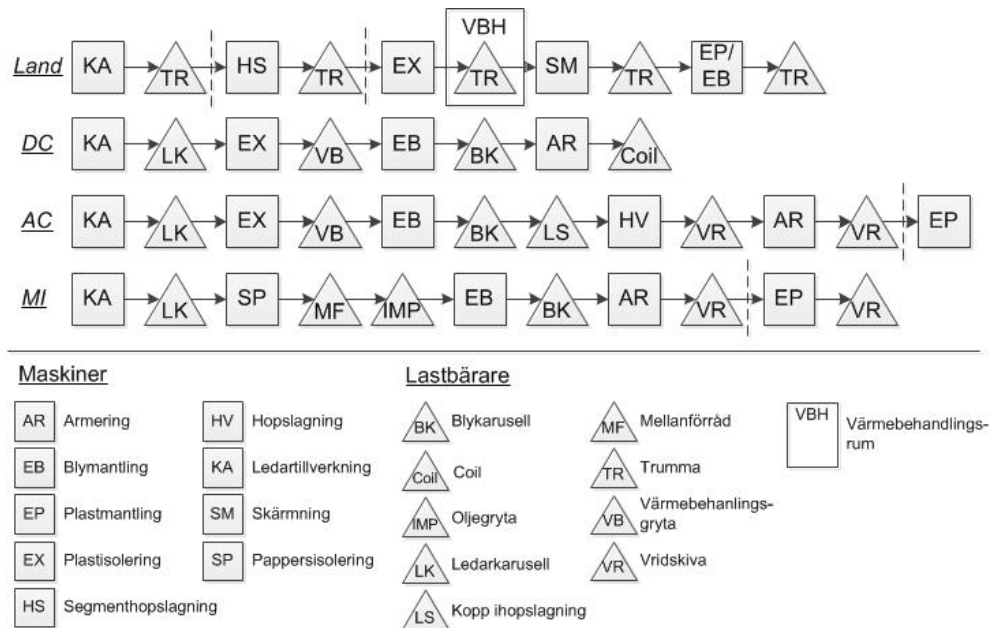 VBH
Land KA TR HS TR EX TR SM TR EP/ EB TR
DC KA LK EX VB EB BK AR Coil
AC KA LK EX VB EB BK LS HV VR AR VR EP
MI KA LK SP MF IMP EB BK AR VR EP VR
Maskiner
AR Armering
EB Blymantling
EP Plastmantling
EX Plastisolering
HS Segmenthopslagning
HV Hopslagning
KA Ledartillverkning
SM Skärmning
SP Pappersisolering
Lastbärare
BK Blykarusell
Coil Coil
IMP Oljegryta
LK Ledarkarusell
LS Kopp ihopslagning
MF Mellanförråd
TR Trumma
VB Värmebehanlings-
gryta
VR Vridskiva
VBH Värmebehandlings-
rum